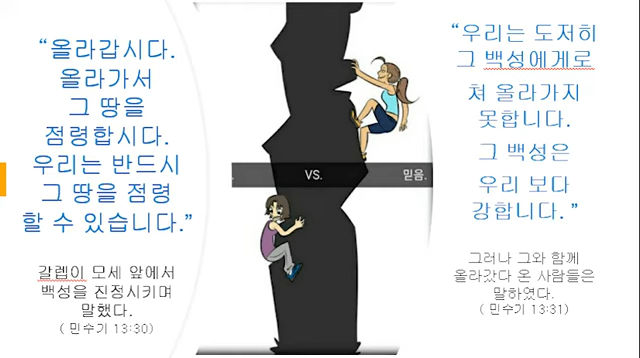 “올라갑시다.
올라가서
그 땅을
점령합시다.
우리는 반드시
그 땅을 점령
할 수 있습니다.”
갈렙이 모세 앞에서
백성을 진정시키며
말했다.
( 민수기 13:30)
VS.
믿음.
“우리는 도저히
그 백성에게로
쳐 올라가지
못합니다.
그 백성은
우리 보다
강합니다. ”
그러나 그와 함께
올라갔다 온 사람들은
말하였다.
( 민수기 13:31)